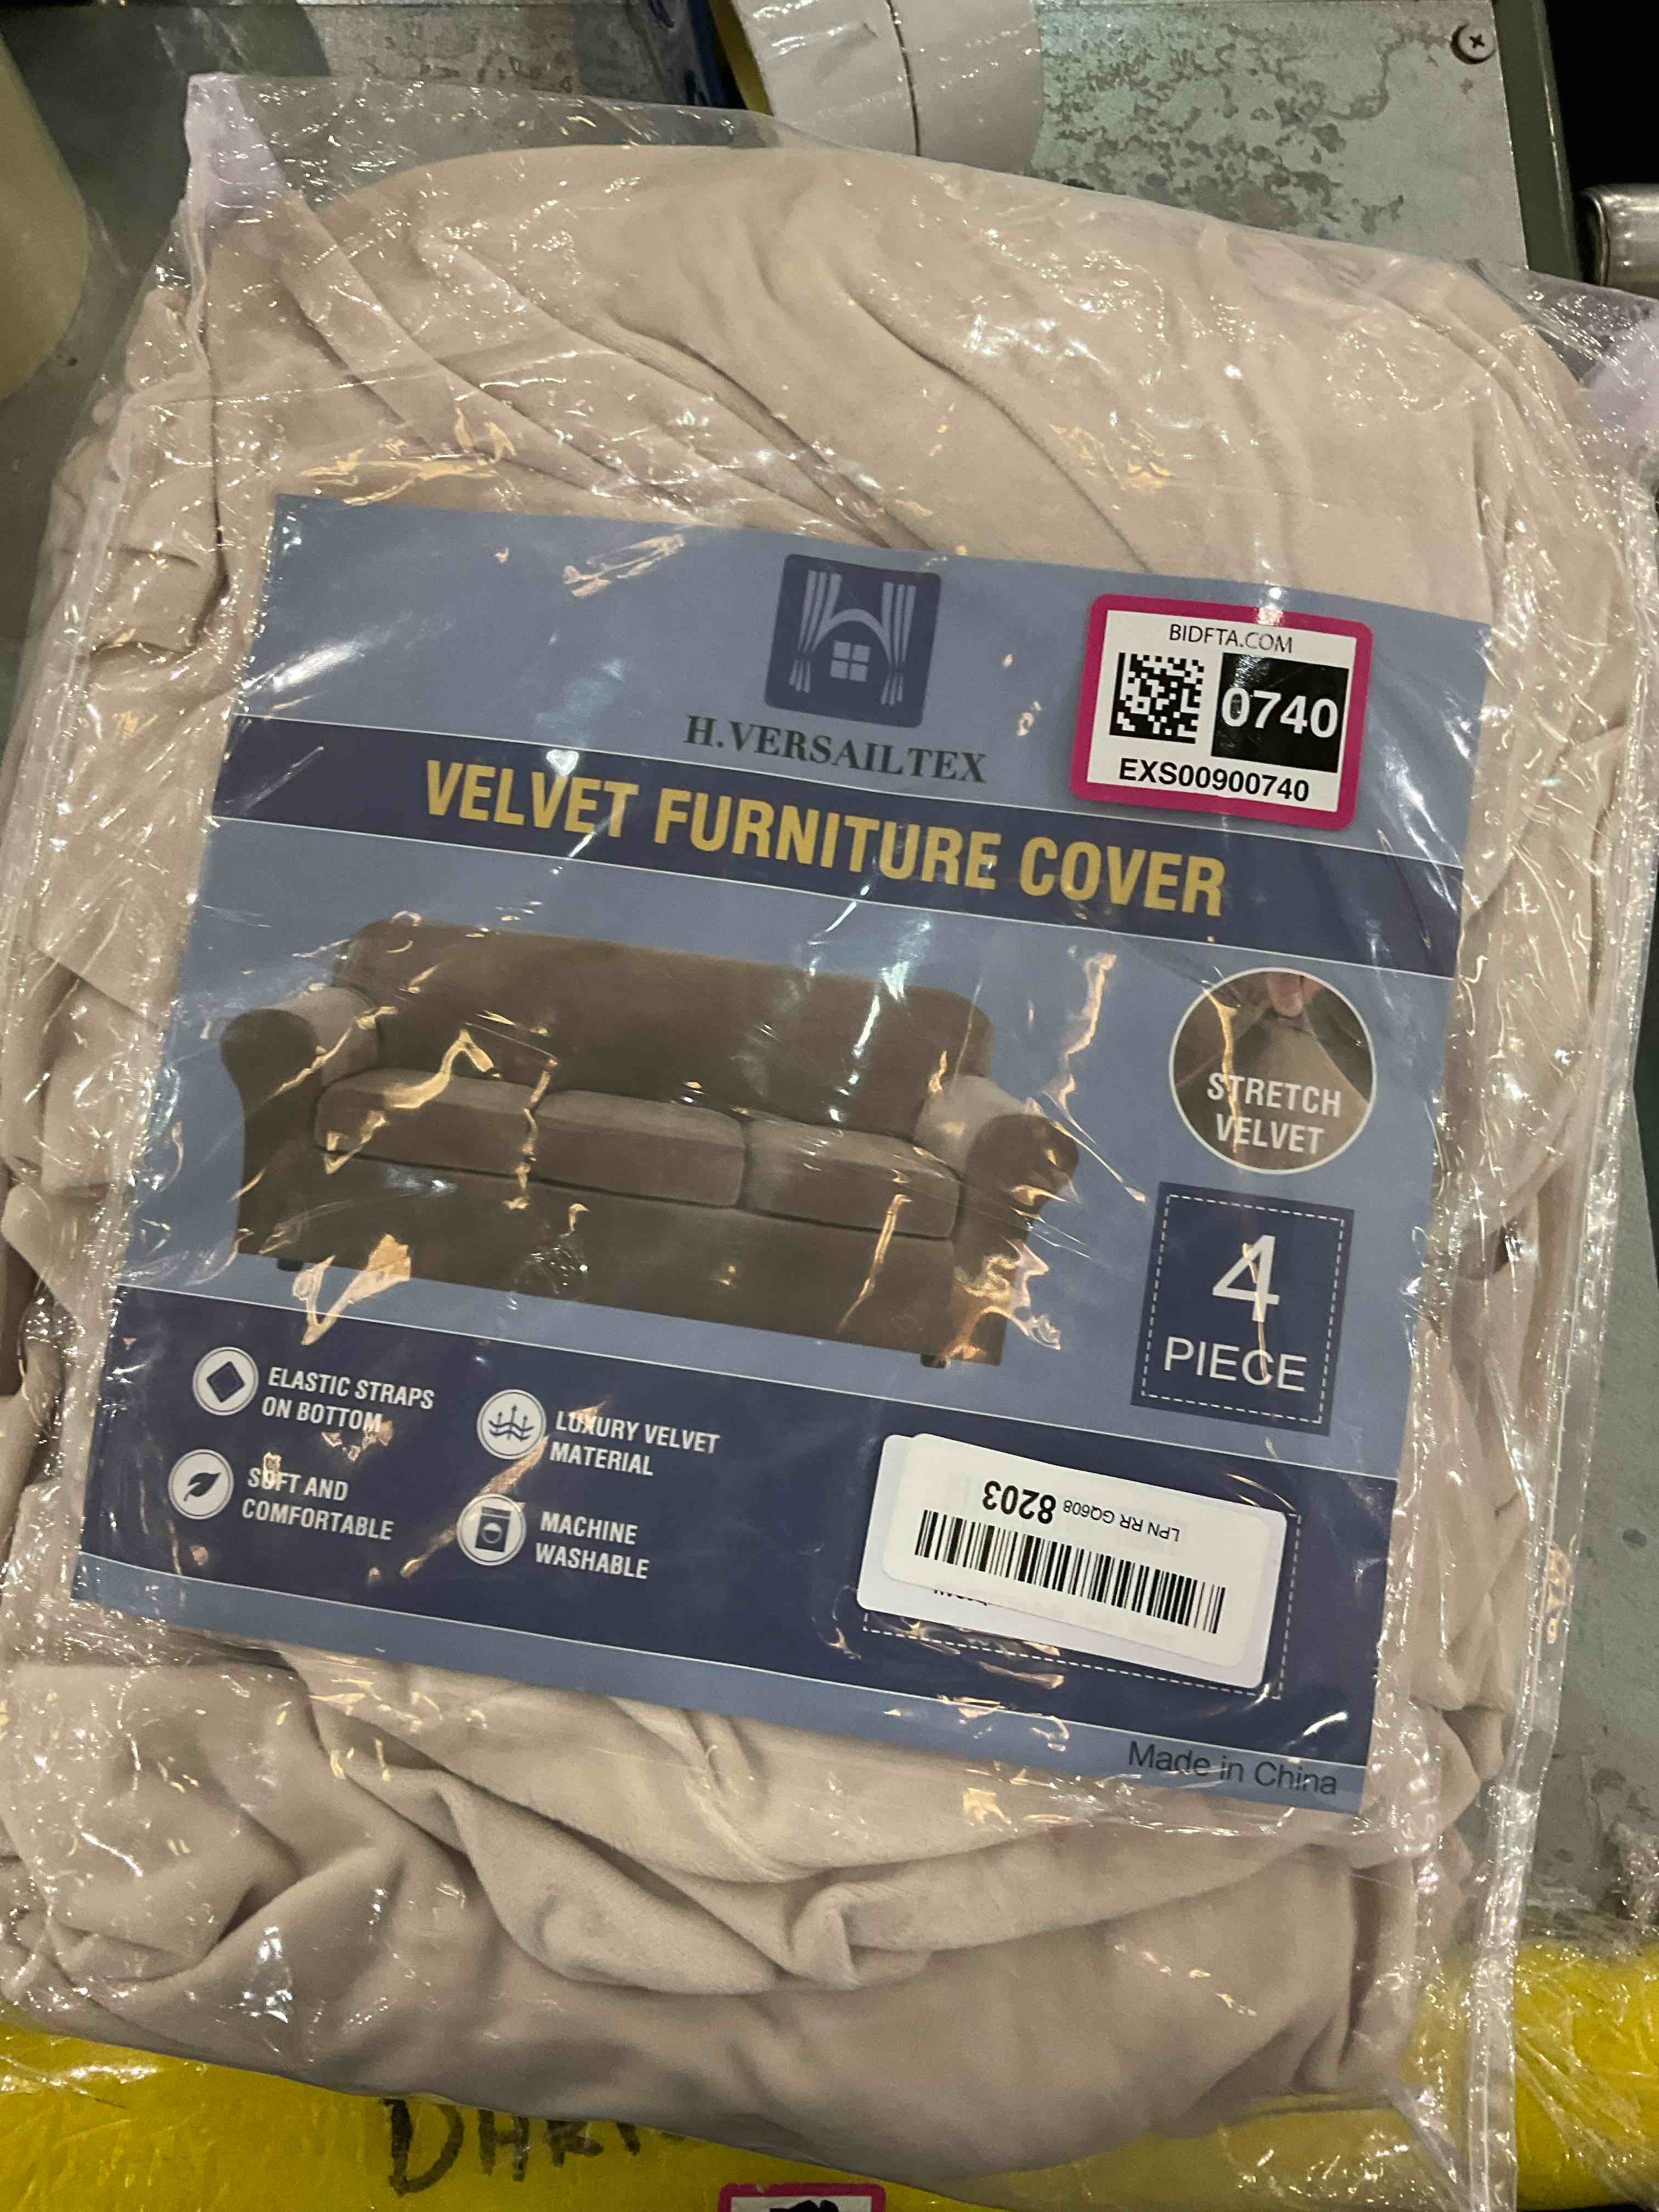 BIDFTA.COM
0740
EXS00900740
H.VERSAILTEX
VELVET FURNITURE COVER
STRETCH
VELVET
4
PIECE
ELASTIC STRAPS
ON BOTTOM
LUXURY VELVET
MATERIAL
SOFT AND
COMFORTABLE
MACHINE
WASHABLE
LPN RR GQ608 8203
Made in China